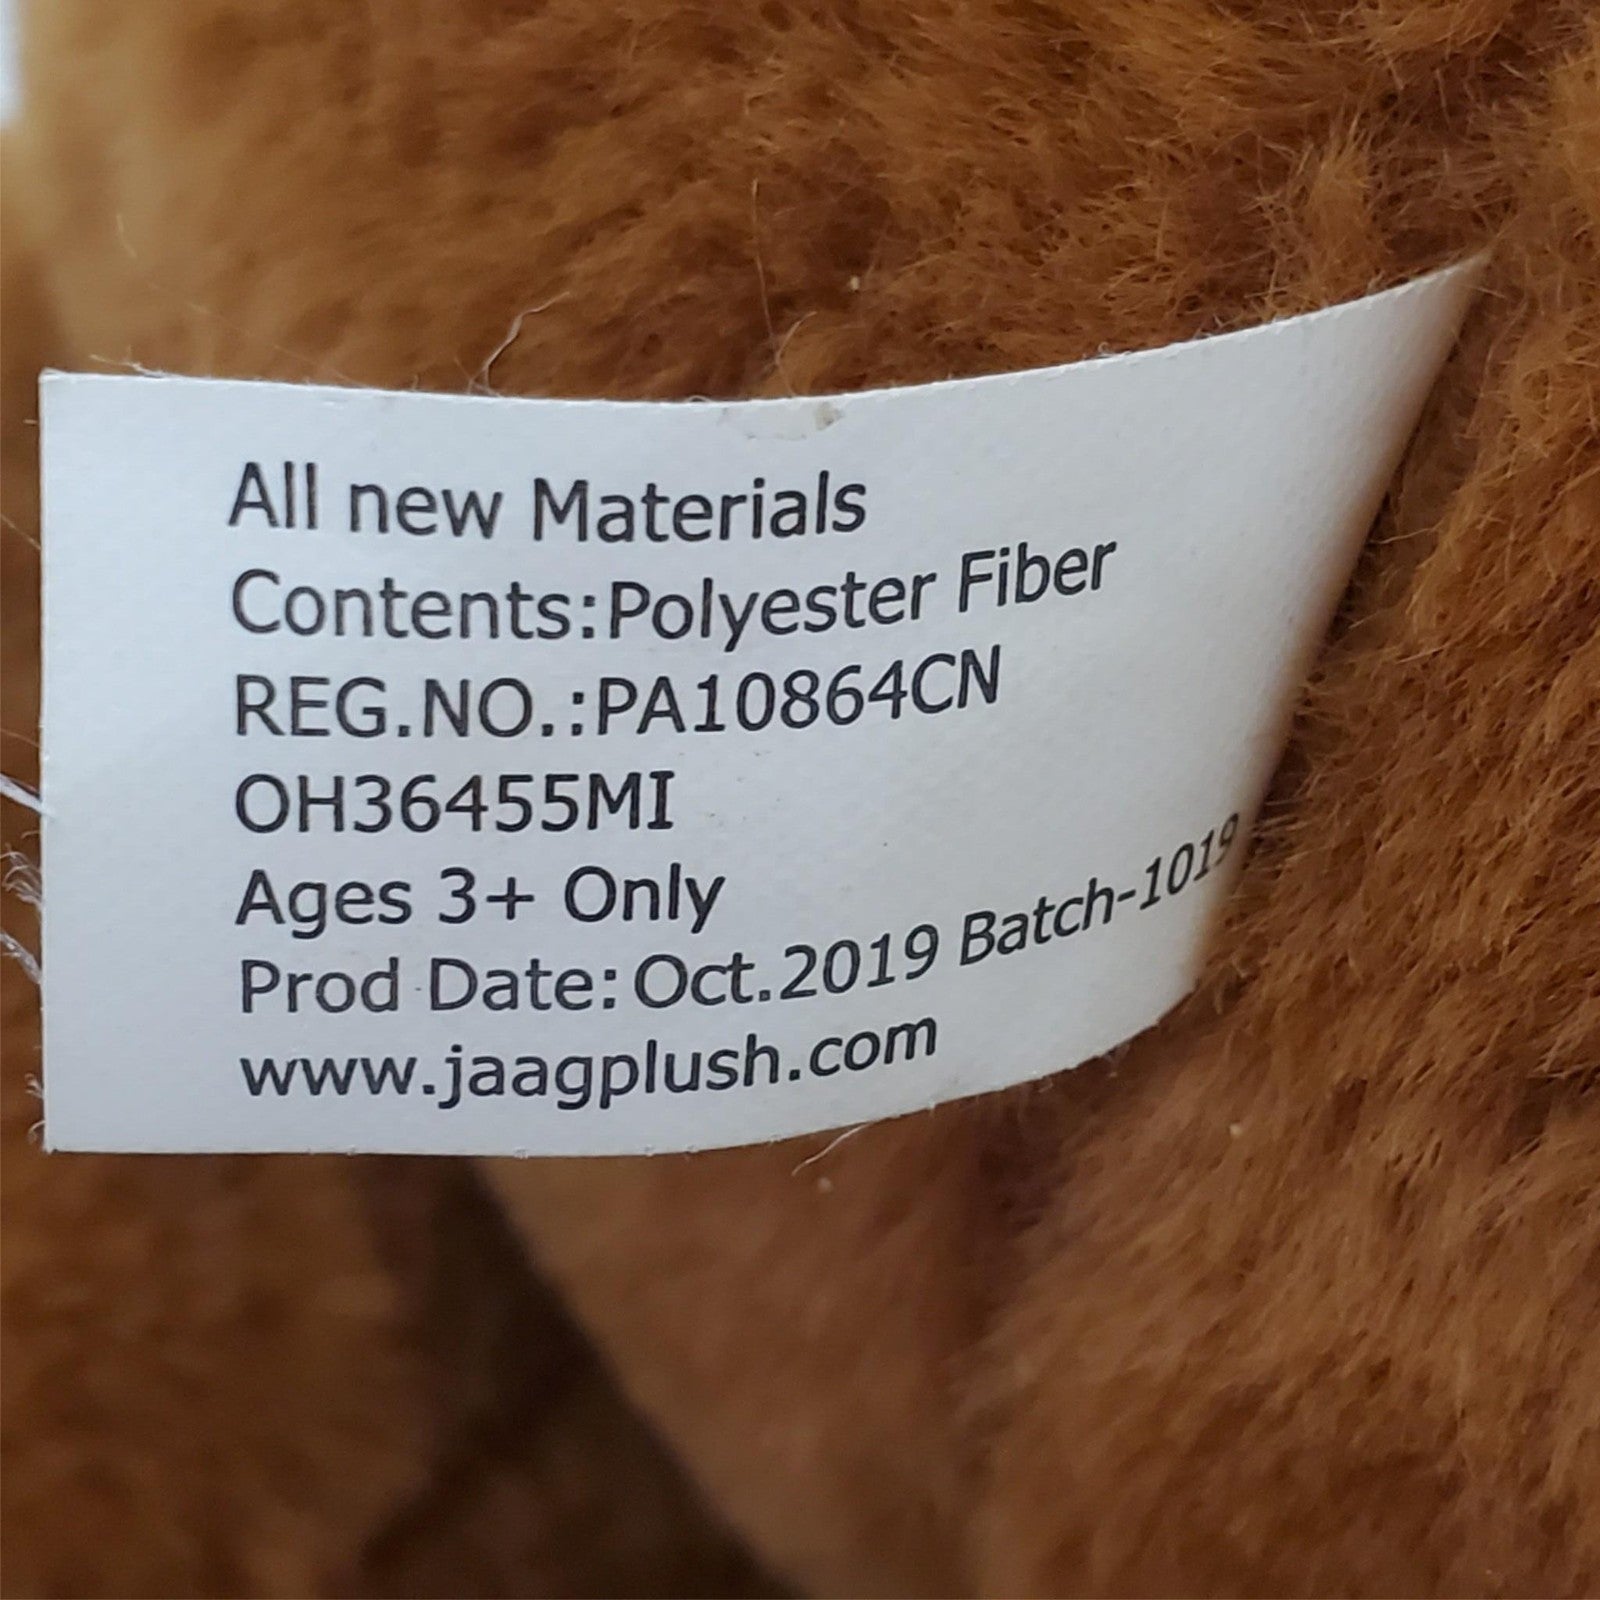 All new Materials
Contents:Polyester Fiber
REG.NO.:PA10864CN
OH36455MI
Ages 3+ Only
Prod Date: Oct.2019 Batch-1019
www.jaagplush.com